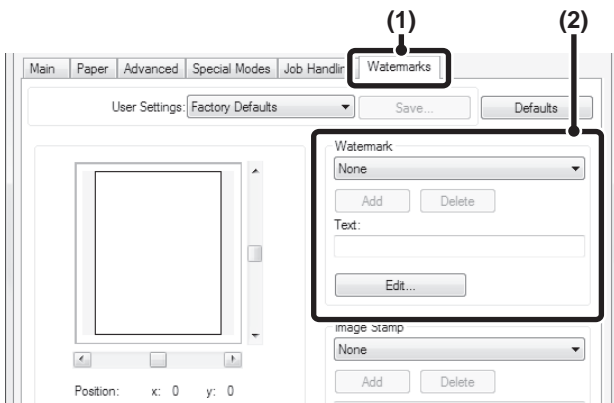 (1) (2)
Main Paper Advanced Special Modes Job Handlin Watermarks
User Settings: Factory Defaults Save... Defaults
Watermark
None
Add Delete
Text:
Edit...
Image Stamp
None
Position: x: 0 y: 0 Add Delete